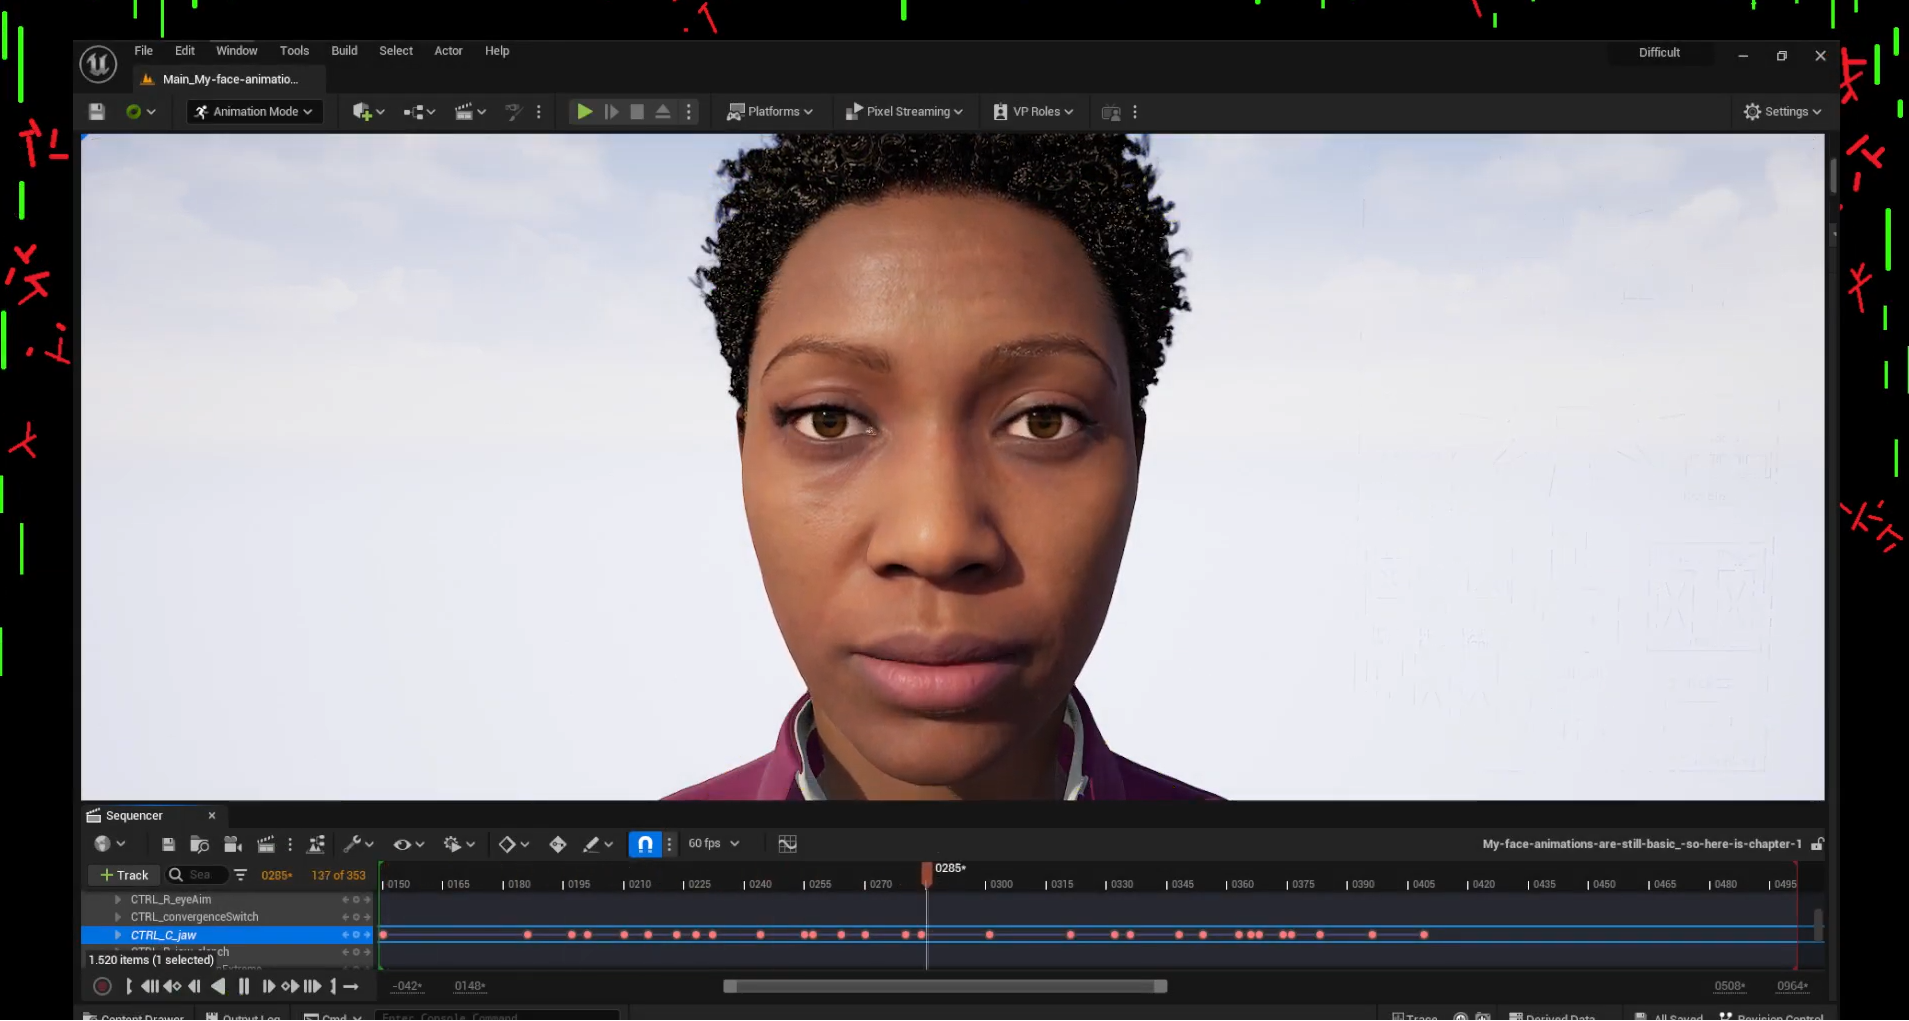 File Edit Window Tools Build Select Actor Help
Difficult
Main_My-face-animatio...
Animation Mode
Platforms
Pixel Streaming
VP Roles
Settings
Sequencer
60 fps
My-face-animations-are-still-basic_-so-here-is-chapter-1
+ Track
Sea
0285*
137 of 353
0285*
0150 0165 0180 0195 0210 0225 0240 0255 0270 0300 0315 0330 0345 0360 0375 0390 0405 0420 0435 0450 0465 0480 0495
CTRL_R_eyeAim
CTRL_convergenceSwitch
CTRL_C_jaw
1.520 items (1 selected)
-042* 0148* 0508* 0964*
Content Drawer Output Log Cmd Enter Console Command Trace Derived Data All Saved Revision Control